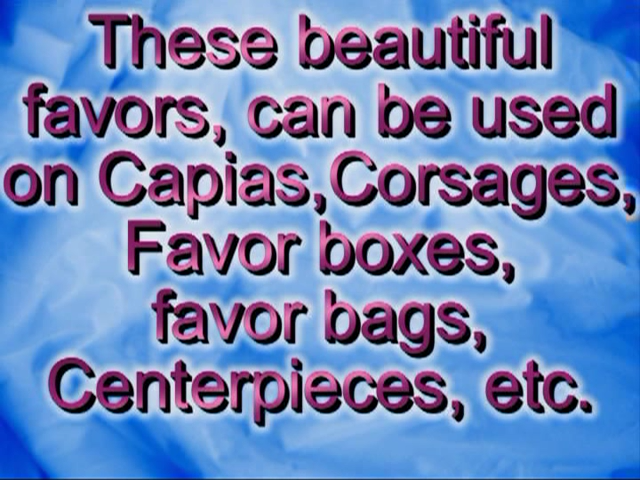 These beautiful
favors, can be used
on Capias,Corsages,
Favor boxes,
favor bags,
Centerpieces, etc.